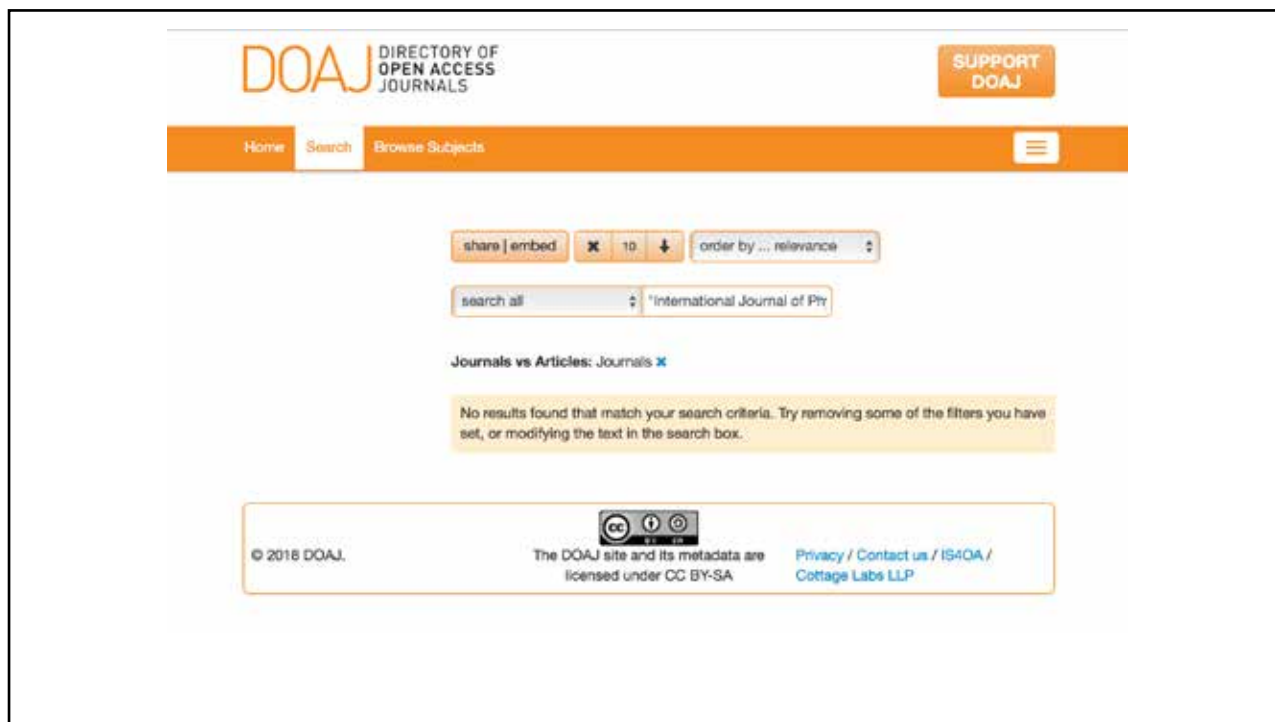 DOAJ DIRECTORY OF
OPEN ACCESS
JOURNALS
SUPPORT
DOAJ
Home Search Browse Subjects
share | embed 10 order by ... relevance
search all "International Journal of
Journals vs Articles: Journals
No results found that match your search criteria. Try removing some of the filters you have
set, or modifying the text in the search box.
cc
BY SA
© 2018 DOAJ.
The DOAJ site and its metadata are
licensed under CC BY-SA
Privacy / Contact us / IS4OA /
Cottage Labs LLP